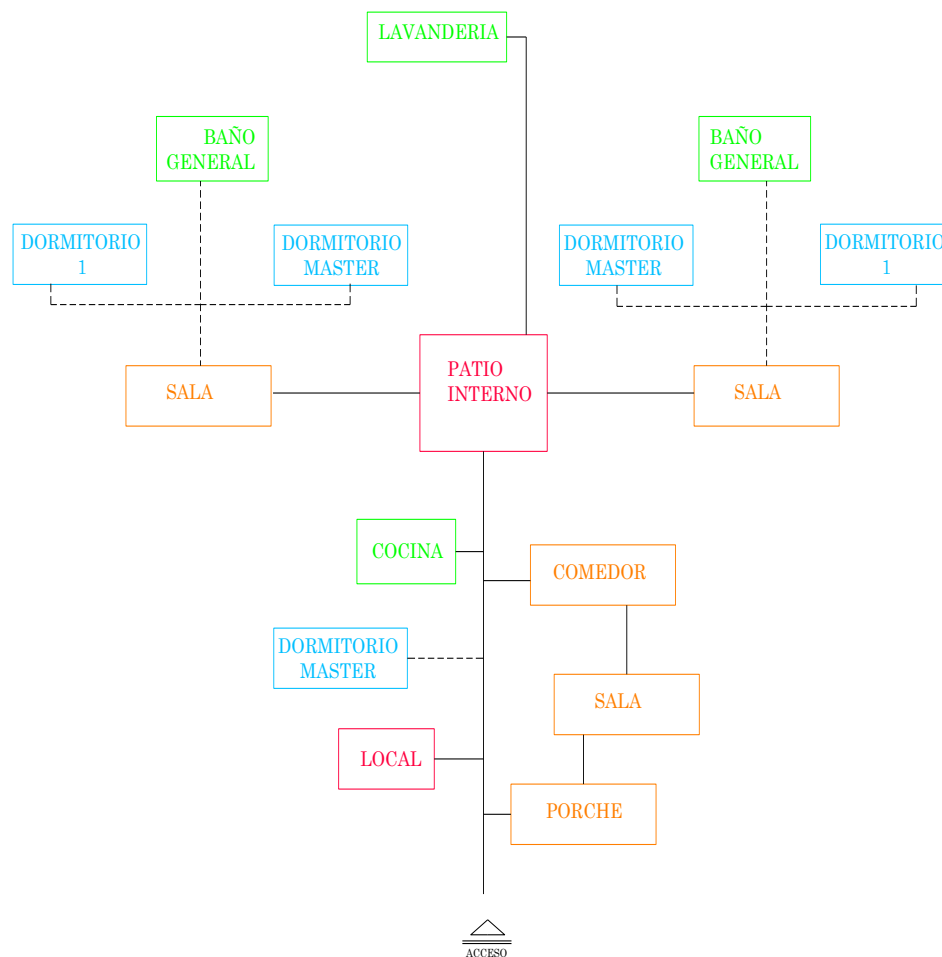 LAVANDERIA
BAÑO
GENERAL
BAÑO
GENERAL
DORMITORIO
1
DORMITORIO
MASTER
DORMITORIO
MASTER
DORMITORIO
1
SALA
PATIO
INTERNO
SALA
COCINA
COMEDOR
DORMITORIO
MASTER
SALA
LOCAL
PORCHE
ACCESO